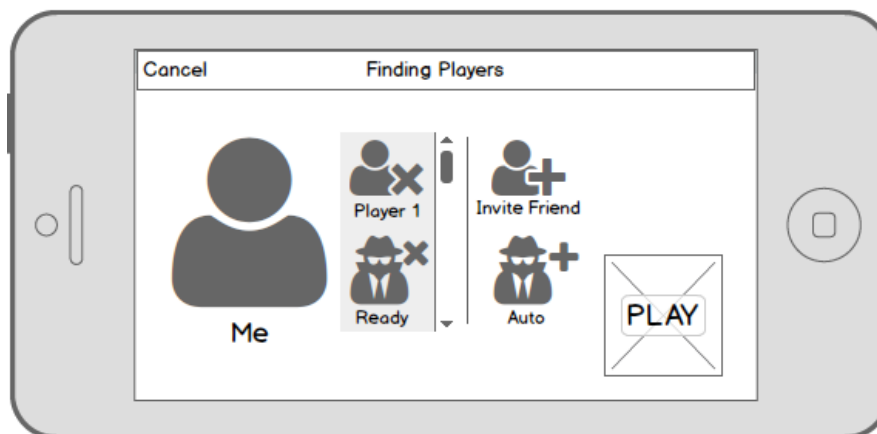 Cancel
Finding Players
Player 1
Invite Friend
Ready
Auto
Me
PLAY